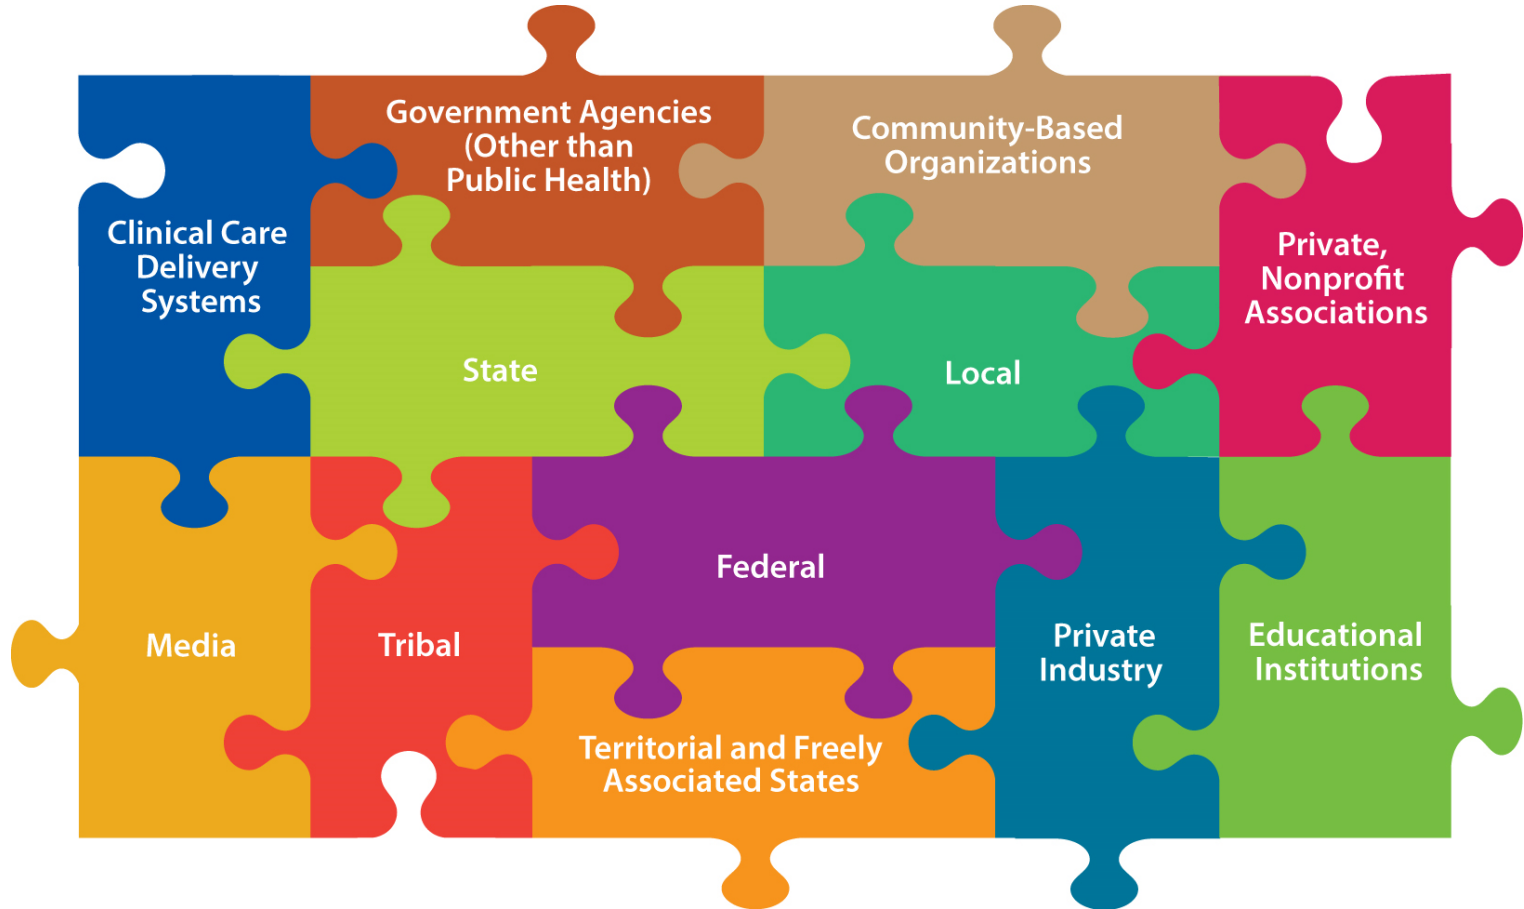 Government Agencies
(Other than
Public Health)
Community-Based
Organizations
Clinical Care
Delivery
Systems
Private,
Nonprofit
Associations
State
Local
Federal
Media
Tribal
Private
Industry
Educational
Institutions
Territorial and Freely
Associated States